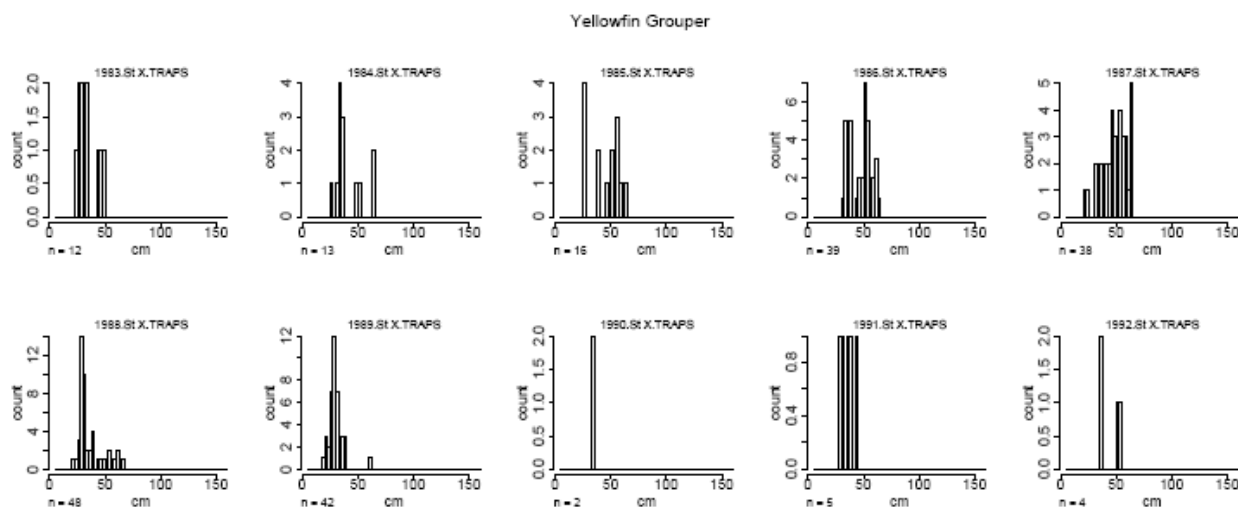 Yellowfin Grouper
1983.St X.TRAPS 1984.St X.TRAPS 1985.St X.TRAPS 1986.St X.TRAPS 1987.St X.TRAPS
count 0.0 0.5 1.0 1.5 2.0
count 0 1 2 3 4
count 0 1 2 3 4
count 0 2 4 6
count 0 1 2 3 4 5
0 50 100 150 0 50 100 150 0 50 100 150 0 50 100 150 0 50 100 150
n = 12 cm n = 13 cm n = 16 cm n = 39 cm n = 38 cm
1988.St X.TRAPS 1989.St X.TRAPS 1990.St X.TRAPS 1991.St X.TRAPS 1992.St X.TRAPS
count 0 4 8 12
count 0 2 4 6 8 12
count 0.0 0.5 1.0 1.5 2.0
count 0.0 0.4 0.8
count 0.0 0.5 1.0 1.5 2.0
0 50 100 150 0 50 100 150 0 50 100 150 0 50 100 150 0 50 100 150
n = 48 cm n = 42 cm n = 2 cm n = 5 cm n = 4 cm